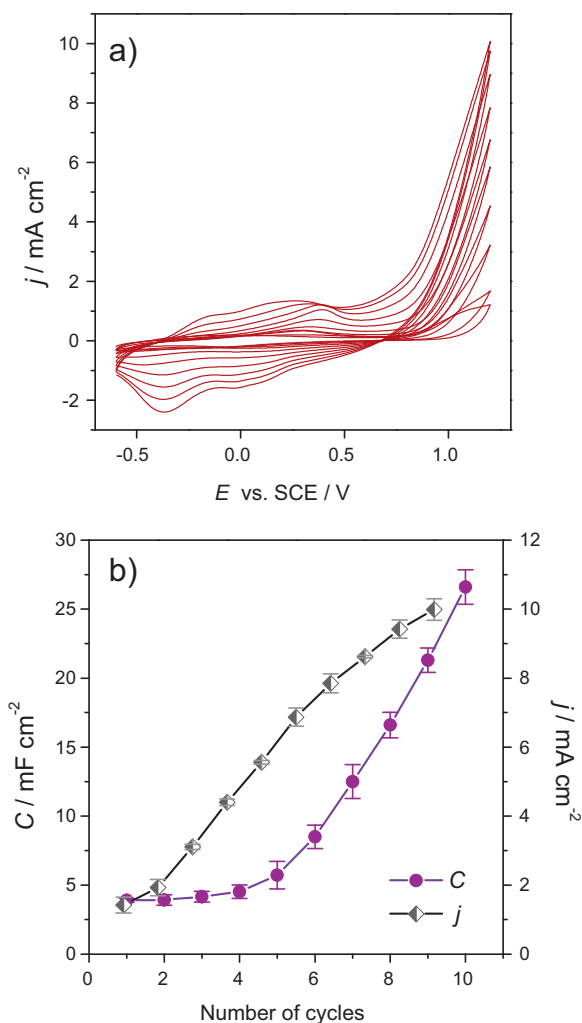 a)
10
8
6
4
2
0
-2
j / mA cm-2
-0.5 0.0 0.5 1.0
E vs. SCE / V
b)
30
25
20
15
10
5
0
C / mF cm-2
12
10
8
6
4
2
0
j / mA cm-2
C
j
0 2 4 6 8 10
Number of cycles